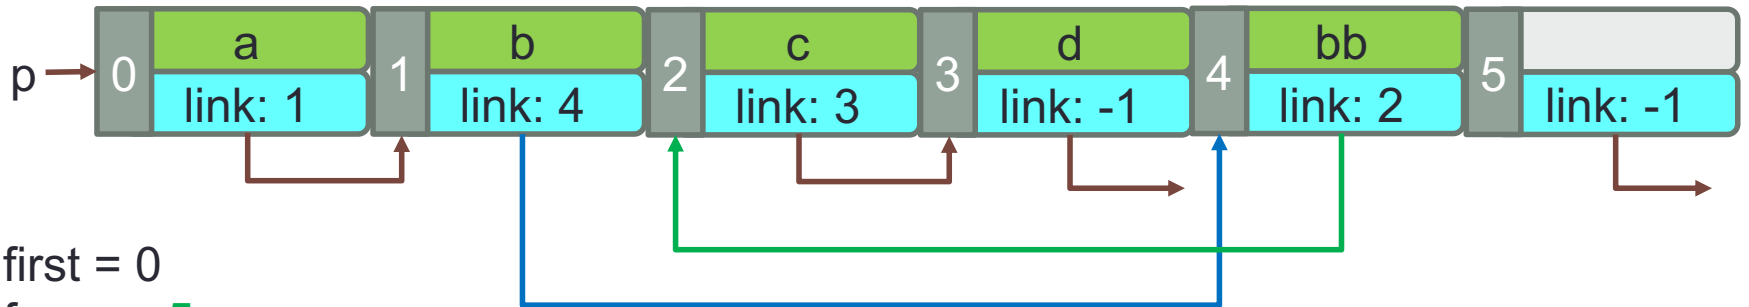 a b c d bb
p 0 1 2 3 4 5
link: 1 link: 4 link: 3 link: -1 link: 2 link: -1
first = 0